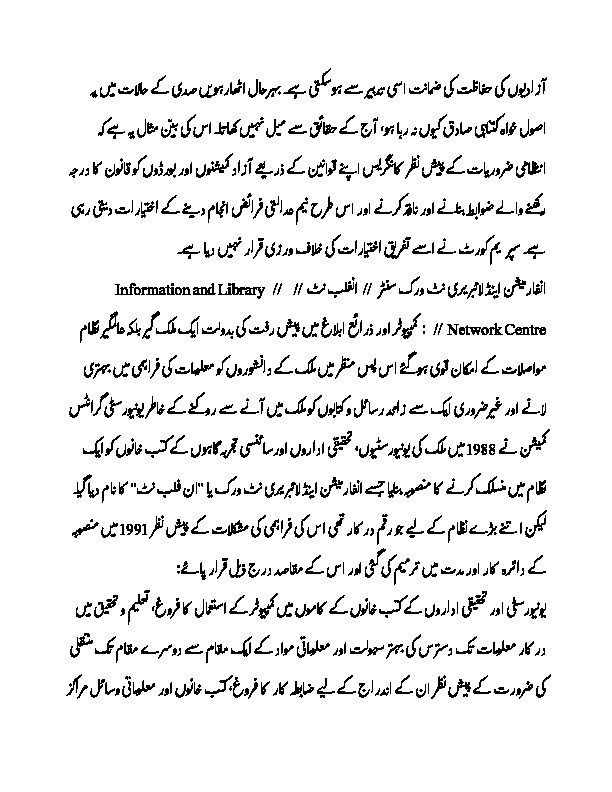 آزادیوں کی حفاظت کی ضمانت اسی تدبیر سے ہوسکتی ہے۔ بہرحال اٹھارہویں صدی کے حالات میں یہ
اصول خواہ کتنا ہی صادق کیوں نہ رہا ہو، آج کے حقائق سے میل نہیں کھاتا۔ اس کی بیّن مثال یہ ہے کہ
انتظامی ضروریات کے پیش نظر کانگریس اپنے قوانین کے ذریعے آزاد کمیشنوں اور بورڈوں کو قانون کا درجہ
رکھنے والے ضوابط بنانے اور نافذ کرنے اور اس طرح نیم عدالتی فرائض انجام دینے کے اختیارات دیتی رہی
ہے۔ سپریم کورٹ نے اسے تفریق اختیارات کی خلاف ورزی قرار نہیں دیا ہے۔
انفارمیشن اینڈ لائبریری نٹ ورک سنٹر // انفلب نٹ // // Information and Library
Network Centre // : کمپیوٹر اور ذرائع ابلاغ میں پیش رفت کی بدولت ایک ملک گیر بلکہ عالمگیر نظام
مواصلات کے امکان قوی ہوگئے اس پس منظر میں ملک کے دانشوروں کو معلومات کی فراہمی میں بہتری
لانے اور غیرضروری ایک سے زائد رسائل و کتابوں کو ملک میں آنے سے روکنے کے خاطر یونیورسٹی گرانٹس
کمیشن نے 1988 میں ملک کی یونیورسٹیوں، تحقیقی اداروں اور سائنسی تجربہ گاہوں کے کتب خانوں کو ایک
نظام میں منسلک کرنے کا منصوبہ بنایا جسے انفارمیشن اینڈ لائبریری نٹ ورک یا "ان فلب نٹ" کا نام دیا گیا۔
لیکن اتنے بڑے نظام کے لیے جو رقم درکار تھی اس کی فراہمی کی مشکلات کے پیش نظر 1991 میں منصوبہ
کے دائرہ کار اور مدت میں ترمیم کی گئی اور اس کے مقاصد درج ذیل قرار پائے:
یونیورسٹی اور تحقیقی اداروں کے کتب خانوں کے کاموں میں کمپیوٹر کے استعمال کا فروغ، تعلیم و تحقیق میں
درکار معلومات تک دسترس کی بہتر سہولت اور معلوماتی مواد کے ایک مقام سے دوسرے مقام تک منتقلی
کی ضرورت کے پیش نظر ان کے اندراج کے لیے ضابطہ کار کا فروغ، کتب خانوں اور معلوماتی وسائل مراکز